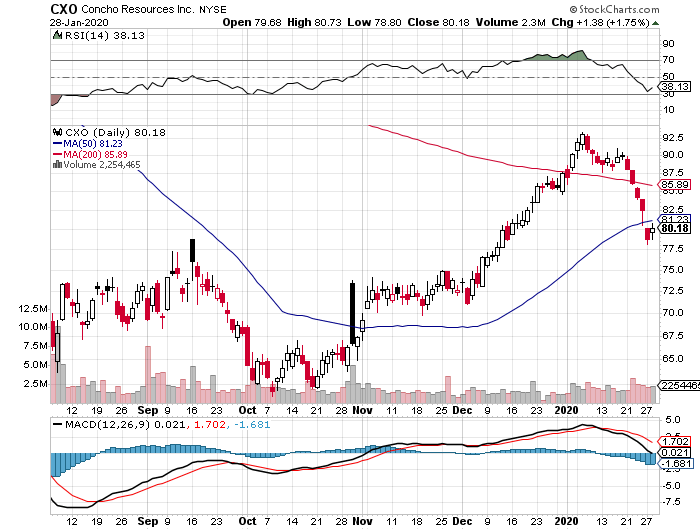 CXO Concho Resources Inc. NYSE © StockCharts.com
28-Jan-2020 Open 79.68 High 80.73 Low 78.80 Close 80.18 Volume 2.3M Chg +1.38 (+1.75%)
RSI(14) 38.13
90
70
50
38.13
30
10
CXO (Daily) 80.18
MA(50) 81.23
MA(200) 85.89
Volume 2,254,465
92.5
90.0
87.5
85.89
82.5
81.23
80.18
77.5
75.0
72.5
70.0
67.5
65.0
12.5M
10.0M
7.5M
5.0M
2.5M
2254465
12 19 26 Sep 9 16 23 Oct 7 14 21 28 Nov 11 18 25 Dec 9 16 23 2020 13 21 27
MACD(12,26,9) 0.021, 1.702, -1.681
5.0
1.702
0.021
-1.681
-5.0
-7.5
12 19 26 Sep 9 16 23 Oct 7 14 21 28 Nov 11 18 25 Dec 9 16 23 2020 13 21 27